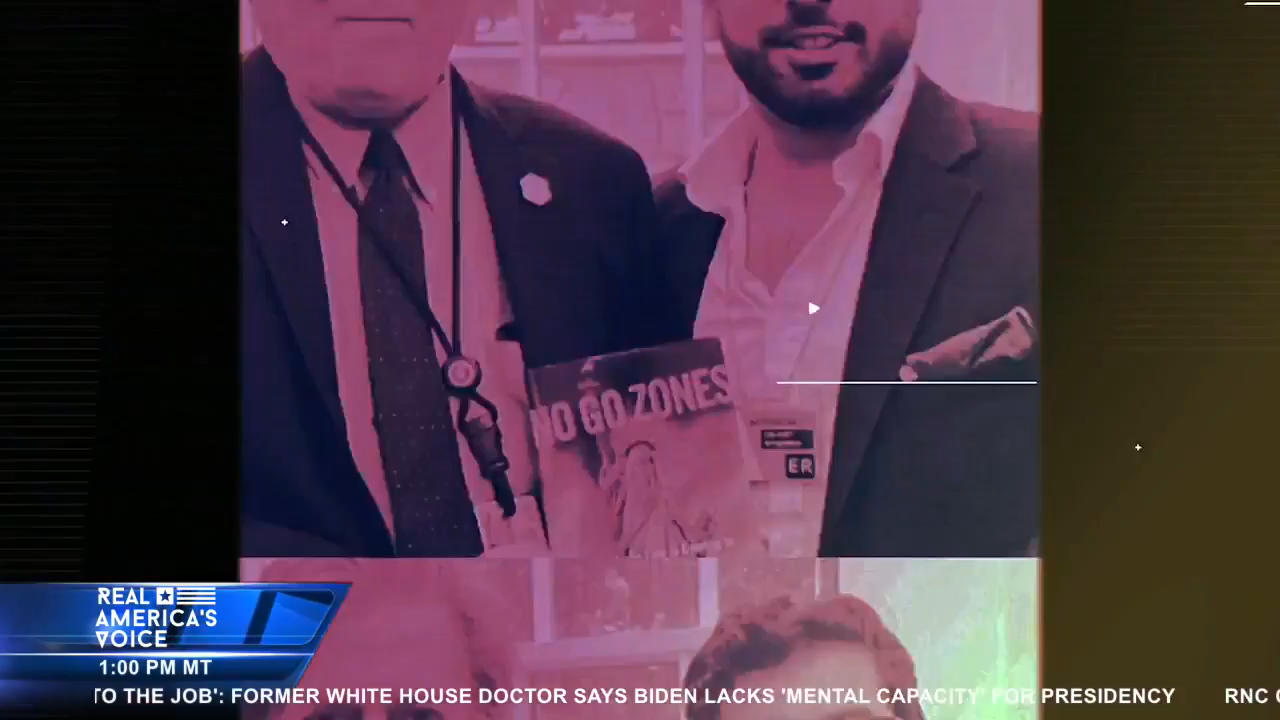 NO GO ZONES
ER
REAL
AMERICA'S
VOICE
1:00 PM MT
TO THE JOB': FORMER WHITE HOUSE DOCTOR SAYS BIDEN LACKS 'MENTAL CAPACITY' FOR PRESIDENCY RNC